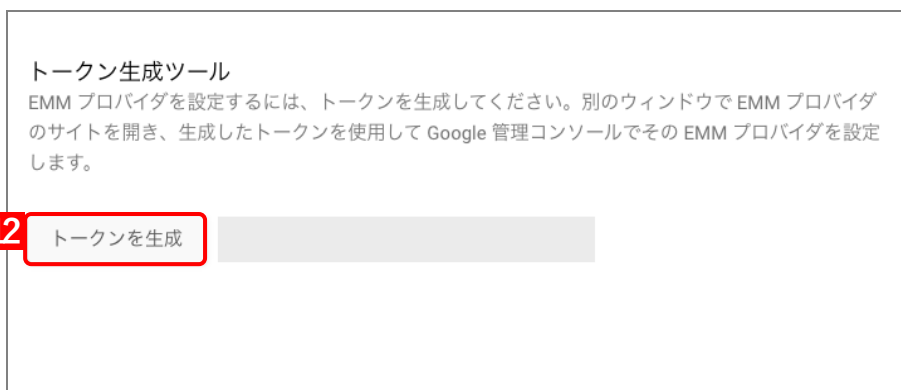 トークン生成ツール
EMM プロバイダを設定するには、トークンを生成してください。別のウィンドウで EMM プロバイダ
のサイトを開き、生成したトークンを使用して Google 管理コンソールでその EMM プロバイダを設定
します。
2
トークンを生成